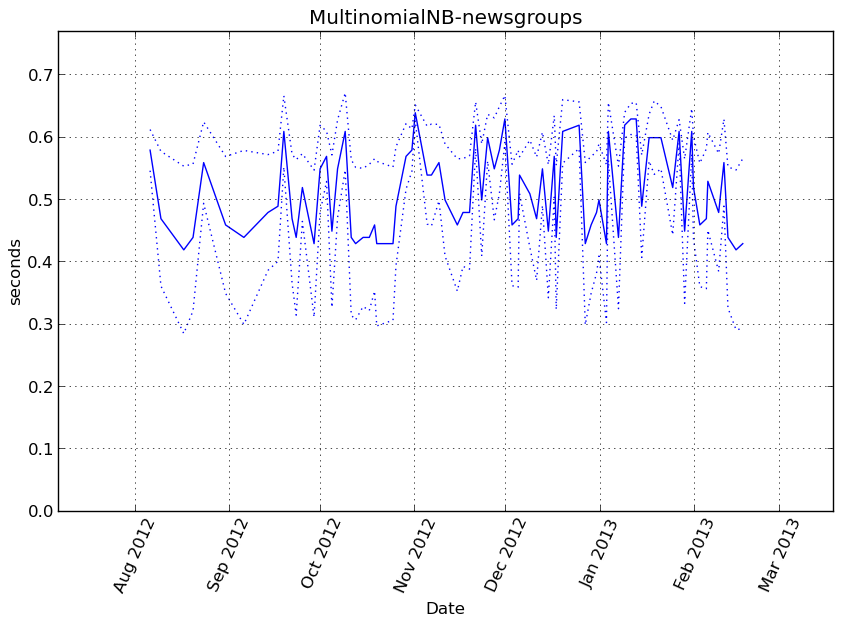 MultinomialNB-newsgroups
0.7
0.6
0.5
0.4
0.3
0.2
0.1
0.0
seconds
Aug 2012
Sep 2012
Oct 2012
Nov 2012
Dec 2012
Jan 2013
Feb 2013
Mar 2013
Date